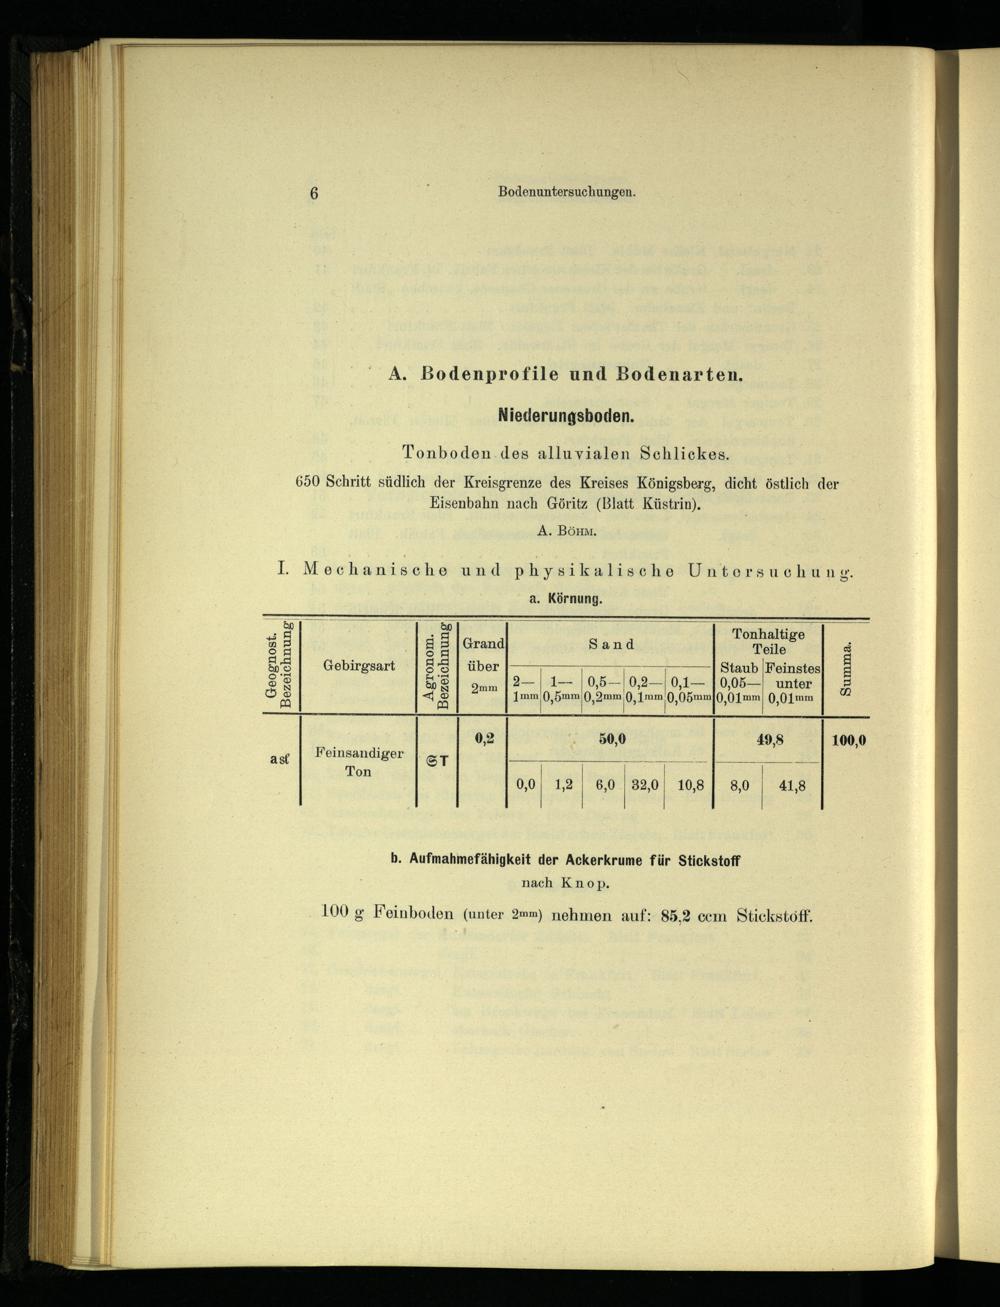 6
Bodenuntersuchungen.
A. Bodenprofile und Bodenarten.
Niederungsboden.
Tonboden des alluvialen Schlickes.
650 Schritt südlich der Kreisgrenze des Kreises Königsberg, dicht östlich der
Eisenbahn nach Göritz (Blatt Küstrin).
A. BÖHM.
I. Mechanische und physikalische Untersuchung.
a. Körnung.
Geognost. Bezeichnung
Gebirgsart
Agronom. Bezeichnung
Grand über 2mm
Sand
2—1mm
1—0,5mm
0,5—0,2mm
0,2—0,1mm
0,1—0,05mm
Tonhaltige Teile
Staub 0,05—0,01mm
Feinstes unter 0,01mm
Summa.
asf
Feinsandiger Ton
ST
0,2
50,0
49,8
100,0
0,0 1,2 6,0 32,0 10,8 8,0 41,8
b. Aufmahmefähigkeit der Ackerkrume für Stickstoff
nach Knop.
100 g Feinboden (unter 2mm) nehmen auf: 85,2 ccm Stickstoff.